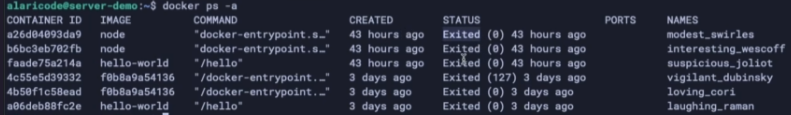 alaricode@server-demo:~$ docker ps -a
CONTAINER ID IMAGE COMMAND CREATED STATUS PORTS NAMES
a26d04093da9 node "docker-entrypoint.s…" 43 hours ago Exited (0) 43 hours ago modest_swirles
b6bc3eb702fb node "docker-entrypoint.s…" 43 hours ago Exited (0) 43 hours ago interesting_wescoff
faade75a214a hello-world "/hello" 43 hours ago Exited (0) 43 hours ago suspicious_joliot
4c55e5d39332 f0b8a9a54136 "/docker-entrypoint.…" 3 days ago Exited (127) 3 days ago vigilant_dubinsky
4b50f1c58ead f0b8a9a54136 "/docker-entrypoint.…" 3 days ago Exited (0) 3 days ago loving_cori
a06deb88fc2e hello-world "/hello" 3 days ago Exited (0) 3 days ago laughing_raman